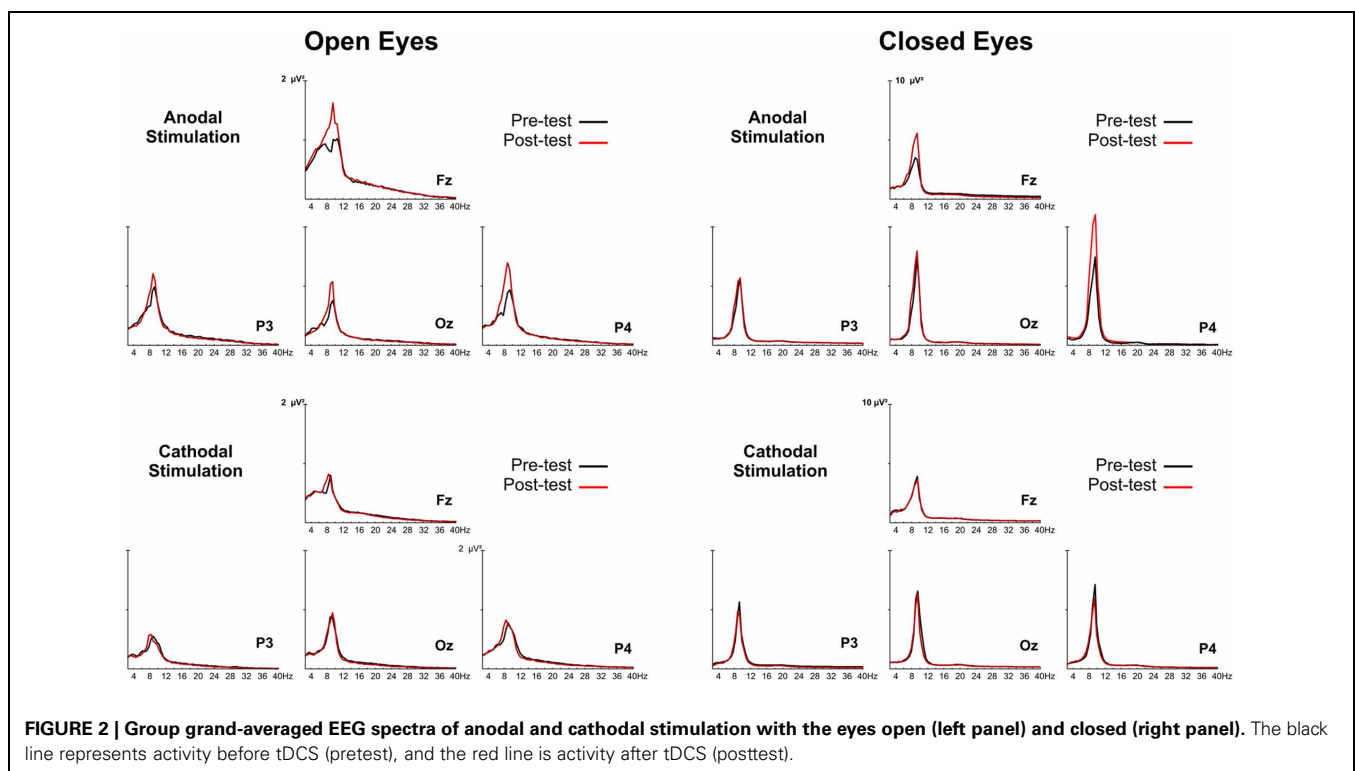 Open Eyes
Closed Eyes
2 µV²
Anodal
Stimulation
Pre-test
Post-test
Fz
4 8 12 16 20 24 28 32 36 40Hz
10 µV²
Anodal
Stimulation
Pre-test
Post-test
Fz
4 8 12 16 20 24 28 32 36 40Hz
P3
4 8 12 16 20 24 28 32 36 40Hz
Oz
4 8 12 16 20 24 28 32 36 40Hz
P4
4 8 12 16 20 24 28 32 36 40Hz
P3
4 8 12 16 20 24 28 32 36 40Hz
Oz
4 8 12 16 20 24 28 32 36 40Hz
P4
4 8 12 16 20 24 28 32 36 40Hz
2 µV²
Cathodal
Stimulation
Pre-test
Post-test
Fz
4 8 12 16 20 24 28 32 36 40Hz
10 µV²
Cathodal
Stimulation
Pre-test
Post-test
Fz
4 8 12 16 20 24 28 32 36 40Hz
P3
4 8 12 16 20 24 28 32 36 40Hz
Oz
4 8 12 16 20 24 28 32 36 40Hz
2 µV²
P4
4 8 12 16 20 24 28 32 36 40Hz
P3
4 8 12 16 20 24 28 32 36 40Hz
Oz
4 8 12 16 20 24 28 32 36 40Hz
P4
4 8 12 16 20 24 28 32 36 40Hz
FIGURE 2 | Group grand-averaged EEG spectra of anodal and cathodal stimulation with the eyes open (left panel) and closed (right panel). The black
line represents activity before tDCS (pretest), and the red line is activity after tDCS (posttest).